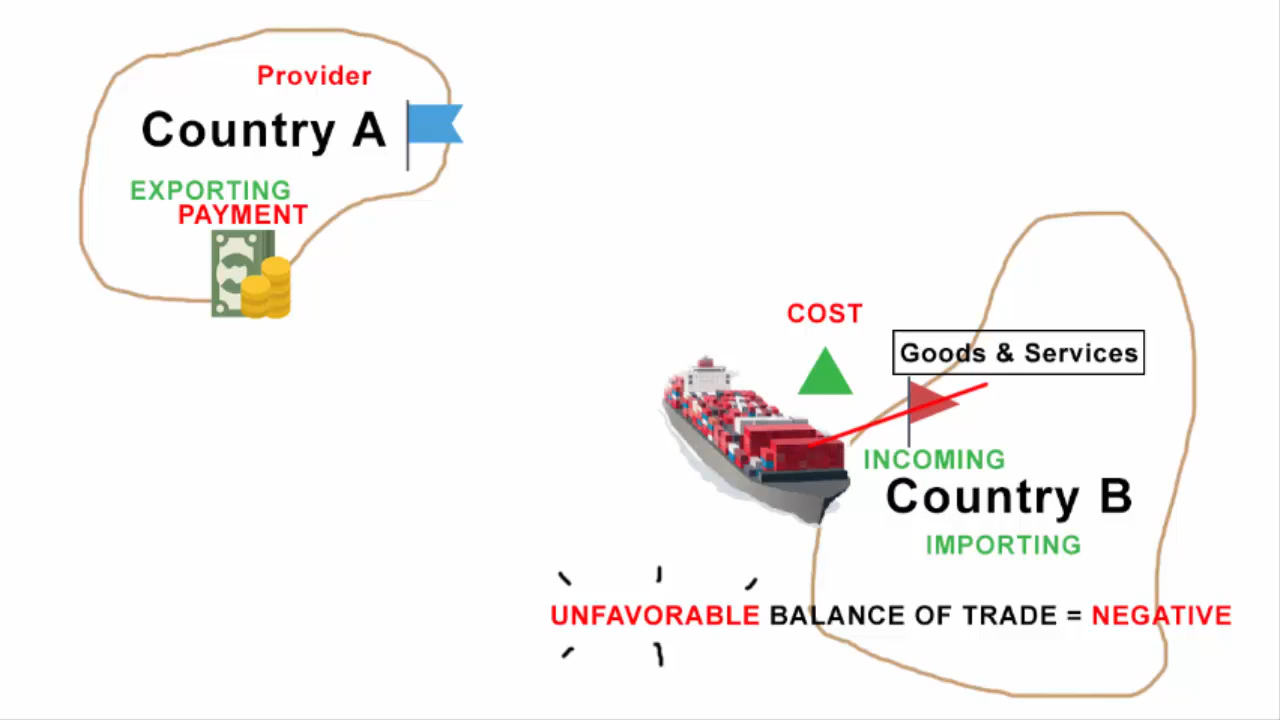 Provider
Country A
EXPORTING
PAYMENT
COST
Goods & Services
INCOMING
Country B
IMPORTING
UNFAVORABLE BALANCE OF TRADE = NEGATIVE